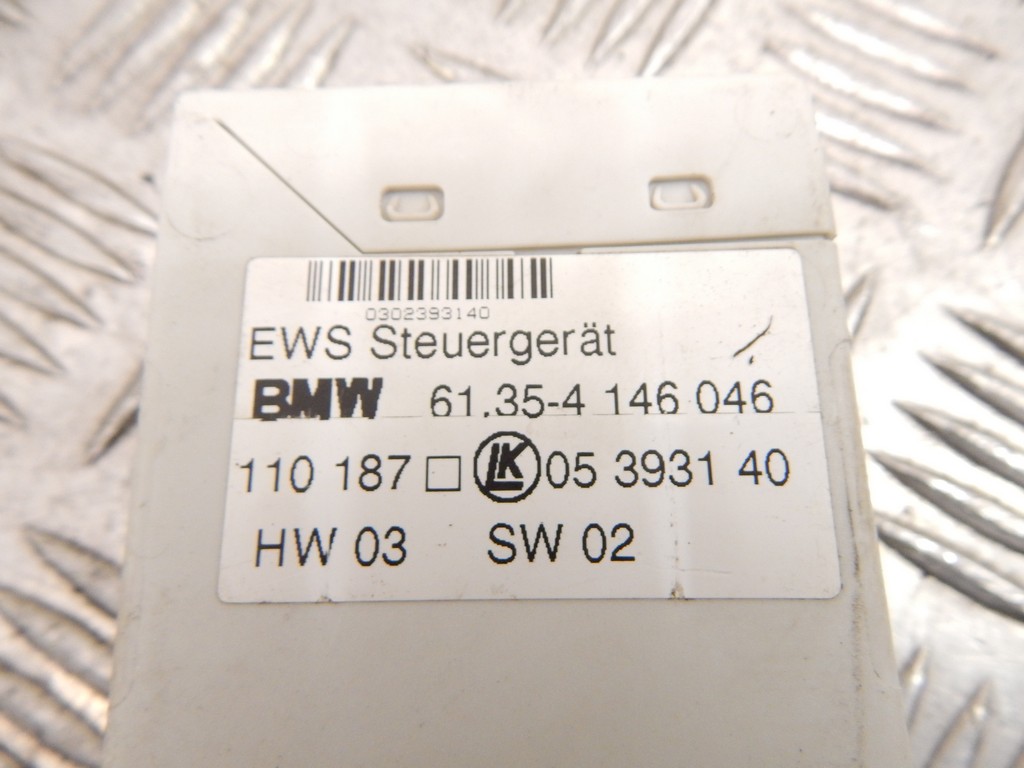 0302393140
EWS Steuergerät
BMW 61.35-4 146 046
110 187 □ LK 05 3931 40
HW 03 SW 02